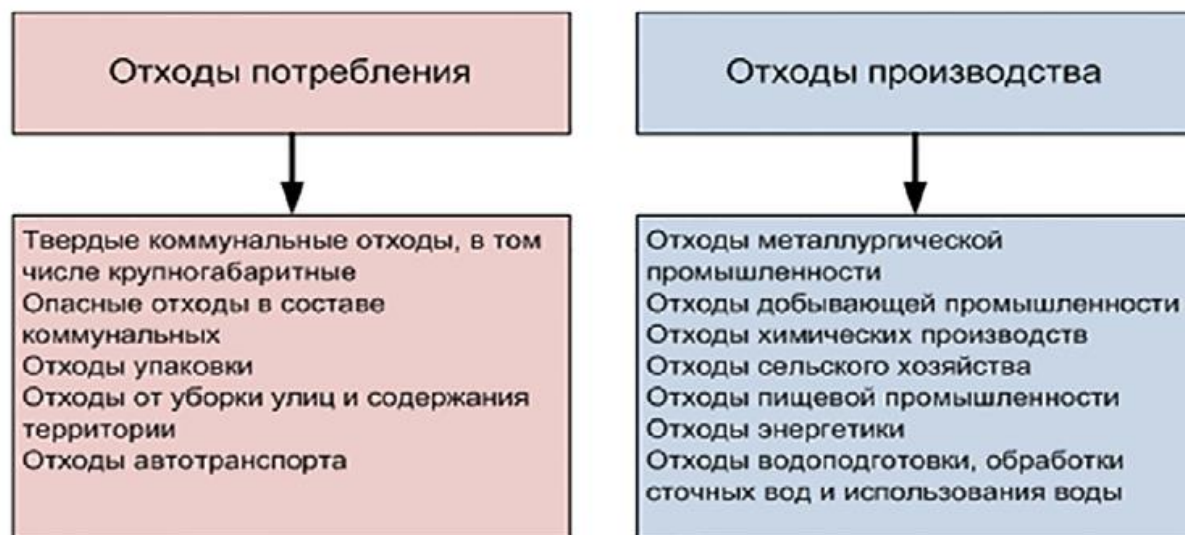 Отходы потребления
Твердые коммунальные отходы, в том
числе крупногабаритные
Опасные отходы в составе
коммунальных
Отходы упаковки
Отходы от уборки улиц и содержания
территории
Отходы автотранспорта
Отходы производства
Отходы металлургической
промышленности
Отходы добывающей промышленности
Отходы химических производств
Отходы сельского хозяйства
Отходы пищевой промышленности
Отходы энергетики
Отходы водоподготовки, обработки
сточных вод и использования воды